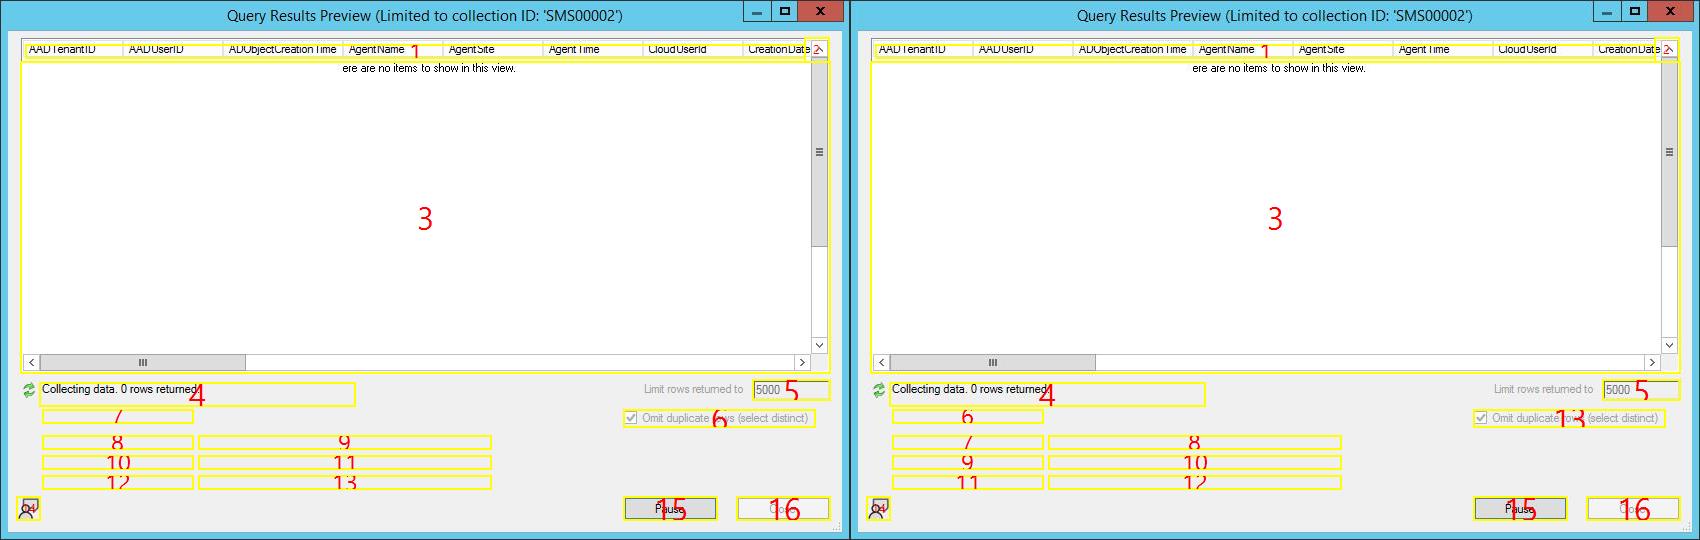 Query Results Preview (Limited to collection ID: 'SMS00002')
AADTenantID AADUserID ADObjectCreationTime AgentName 1 AgentSite AgentTime CloudUserId CreationDate 2
ere are no items to show in this view.
3
Collecting data. 0 rows returned. 4 Limit rows returned to 5000 5
7 Omit duplicate rows (select distinct) 6
8 9
10 11
12 13
14 Pause 15 Close 16
Query Results Preview (Limited to collection ID: 'SMS00002')
AADTenantID AADUserID ADObjectCreationTime AgentName 1 AgentSite AgentTime CloudUserId CreationDate 2
ere are no items to show in this view.
3
Collecting data. 0 rows returned. 4 Limit rows returned to 5000 5
6 Omit duplicate rows (select distinct) 13
7 8
9 10
11 12
14 Pause 15 Close 16